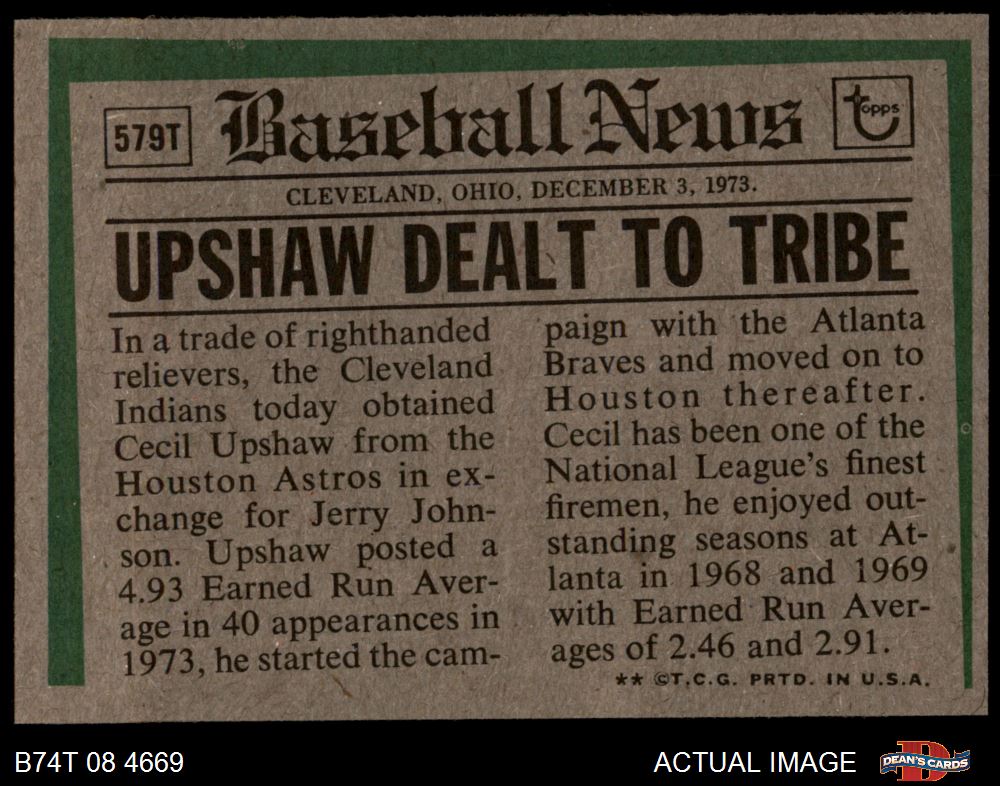 579T
Baseball News
topps
CLEVELAND, OHIO, DECEMBER 3, 1973.
UPSHAW DEALT TO TRIBE
In a trade of righthanded
relievers, the Cleveland
Indians today obtained
Cecil Upshaw from the
Houston Astros in ex-
change for Jerry John-
son. Upshaw posted a
4.93 Earned Run Aver-
age in 40 appearances in
1973, he started the cam-
paign with the Atlanta
Braves and moved on to
Houston thereafter.
Cecil has been one of the
National League's finest
firemen, he enjoyed out-
standing seasons at At-
lanta in 1968 and 1969
with Earned Run Aver-
ages of 2.46 and 2.91.
** ©T.C.G. PRTD. IN U.S.A.
B74T 08 4669
ACTUAL IMAGE
DEAN'S CARDS